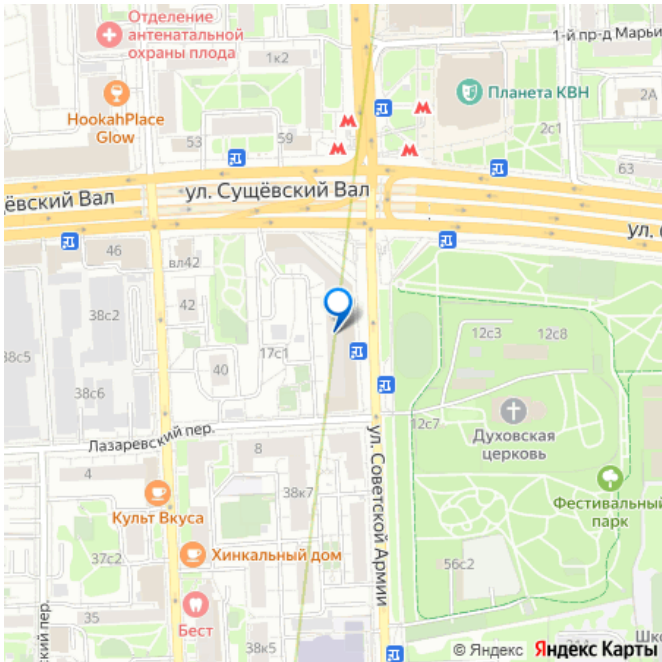 Отделение
антенатальной
охраны плода
1-й пр-д Марьи
1к2
Планета КВН
2А
HookahPlace
Glow
53
59
2с1
63
ул. Сущёвский Вал
ёвский Вал
ул. С
46
вл42
38с2
42
12с3
12с8
38с5
17с1
40
12с7
Духовская
церковь
Лазаревский пер.
8
4
ул. Советской Армии
38к7
Культ Вкуса
Фестивальный
парк
37с2
Хинкальный дом
56с2
35
Бест
ский пер.
38к5
Шко
© Яндекс Яндекс Карты